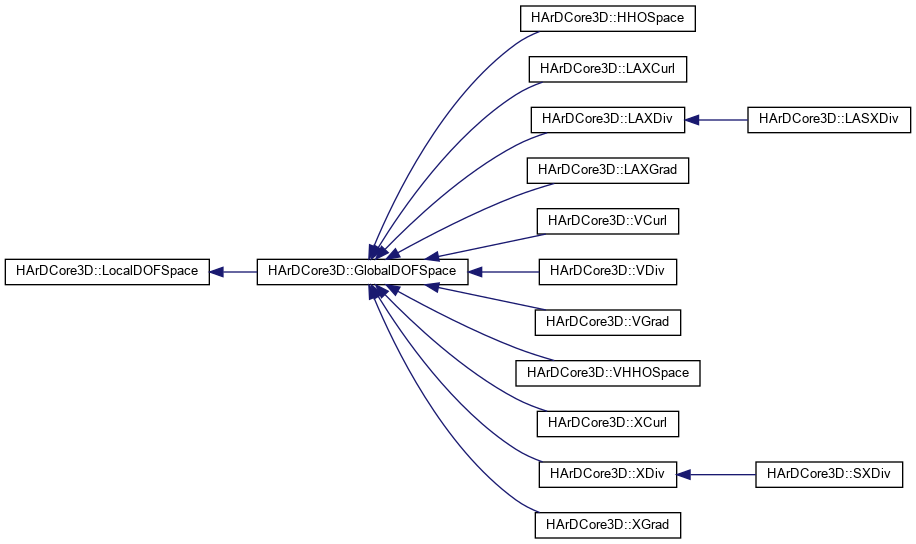 HArDCore3D::HHOSpace
HArDCore3D::LAXCurl
HArDCore3D::LAXDiv
HArDCore3D::LASXDiv
HArDCore3D::LAXGrad
HArDCore3D::VCurl
HArDCore3D::LocalDOFSpace
HArDCore3D::GlobalDOFSpace
HArDCore3D::VDiv
HArDCore3D::VGrad
HArDCore3D::VHHOSpace
HArDCore3D::XCurl
HArDCore3D::XDiv
HArDCore3D::SXDiv
HArDCore3D::XGrad